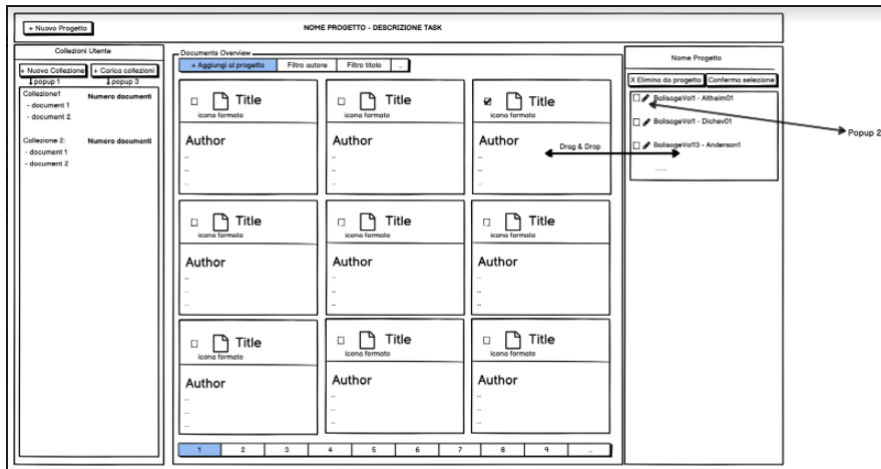 + Nuovo Progetto
NOME PROGETTO - DESCRIZIONE TASK
Collezioni Utente
+ Nuova Collezione + Carica collezioni
popup 1 popup 3
Collezione1 Numero documenti
- document 1
- document 2
Collezione 2: Numero documenti
- document 1
- document 2
Documents Overview
+ Aggiungi al progetto Filtro autore Filtro titolo ..
Title
icona formato
Author
...
...
...
Title
icona formato
Author
...
...
...
Title
icona formato
Author
...
...
...
Drag & Drop
Title
icona formato
Author
...
...
...
Title
icona formato
Author
...
...
...
Title
icona formato
Author
...
...
...
Title
icona formato
Author
...
...
...
Title
icona formato
Author
...
...
...
Title
icona formato
Author
...
...
...
1 2 3 4 5 6 7 8 9 ...
Nome Progetto
X Elimina da progetto Conferma selezione
BalisageVol1 - Altheim01
BalisageVol1 - Dichev01
BalisageVol13 - Anderson1
......
Popup 2